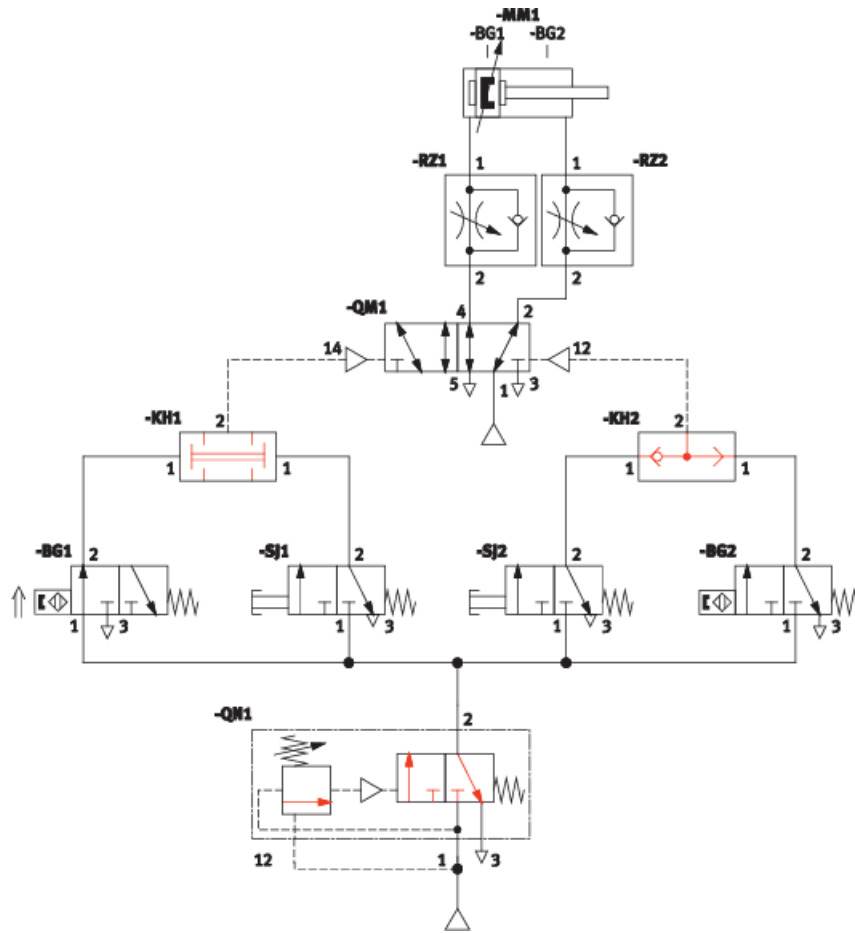 -MM1
-BG1 -BG2
-RZ1 1 1 -RZ2
2 2
-QM1 4 2
14 12
5 1 3
-KH1 2 -KH2 2
1 1 1 1
-BG1 2 -SJ1 2 -SJ2 2 -BG2 2
1 3 1 3 1 3 1 3
-QN1 2
12 1 3